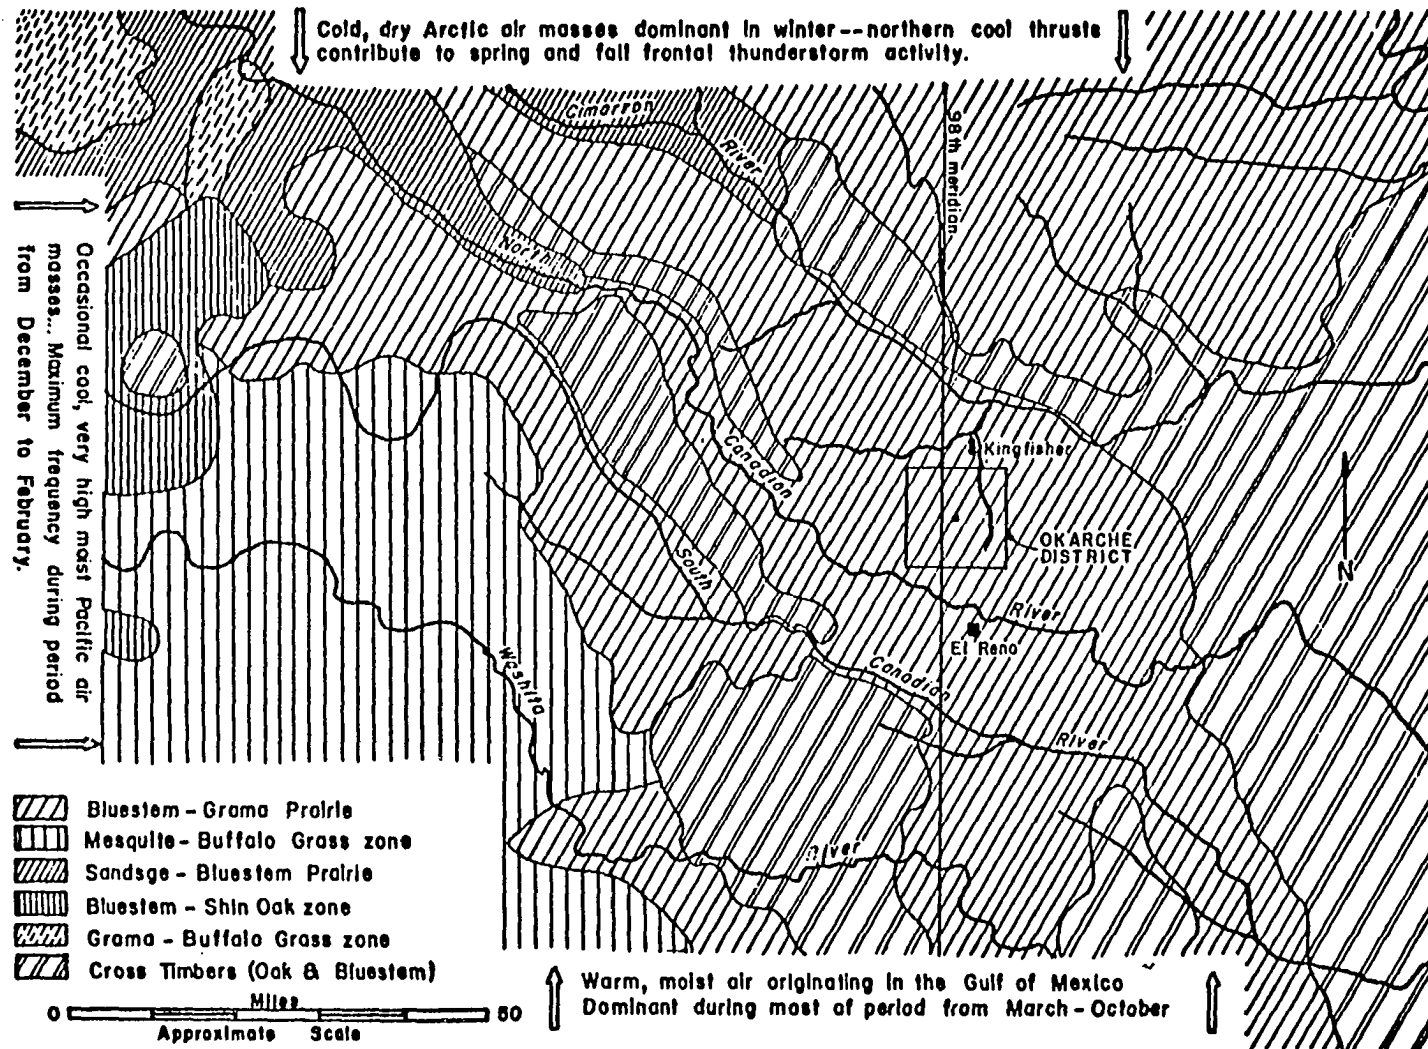 Cold, dry Arctic air masses dominant in winter--northern cool thrusts
contribute to spring and fall frontal thunderstorm activity.
Cimarron
River
98th meridian
North
Occasional cool, very high moist Pacific air
masses... Maximum frequency during period
from December to February.
Canadian
Kingfisher
OKARCHE
DISTRICT
N
South
River
El Reno
Washita
Canadian
River
River
Bluestem - Grama Prairie
Mesquite - Buffalo Grass zone
Sandsge - Bluestem Prairie
Bluestem - Shin Oak zone
Grama - Buffalo Grass zone
Cross Timbers (Oak & Bluestem)
Miles
0 50
Approximate Scale
Warm, moist air originating in the Gulf of Mexico
Dominant during most of period from March - October